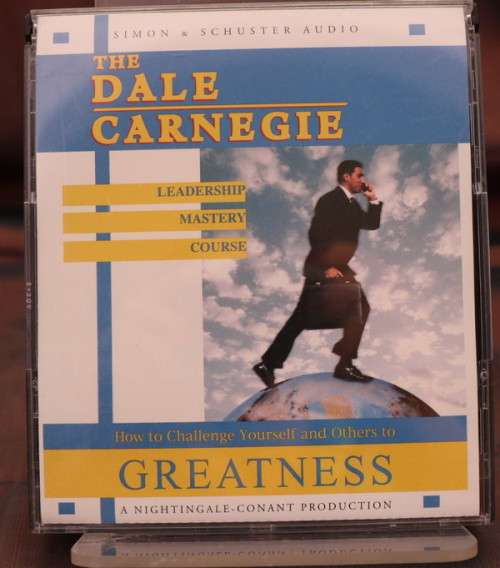 SIMON & SCHUSTER AUDIO
THE
DALE
CARNEGIE
LEADERSHIP
MASTERY
COURSE
How to Challenge Yourself and Others to
GREATNESS
A NIGHTINGALE-CONANT PRODUCTION